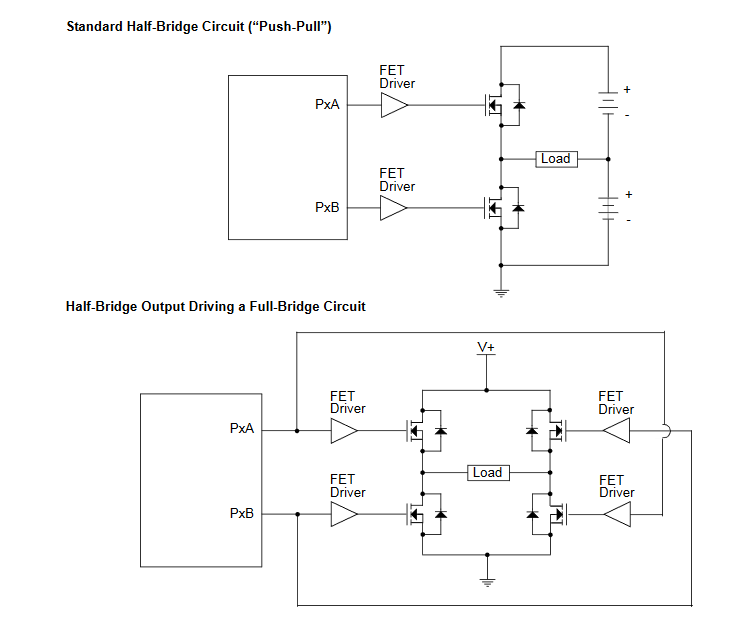 Standard Half-Bridge Circuit (“Push-Pull”)
FET
Driver
PxA
+
-
Load
FET
Driver
PxB
+
-
Half-Bridge Output Driving a Full-Bridge Circuit
V+
FET
Driver
FET
Driver
PxA
Load
FET
Driver
FET
Driver
PxB